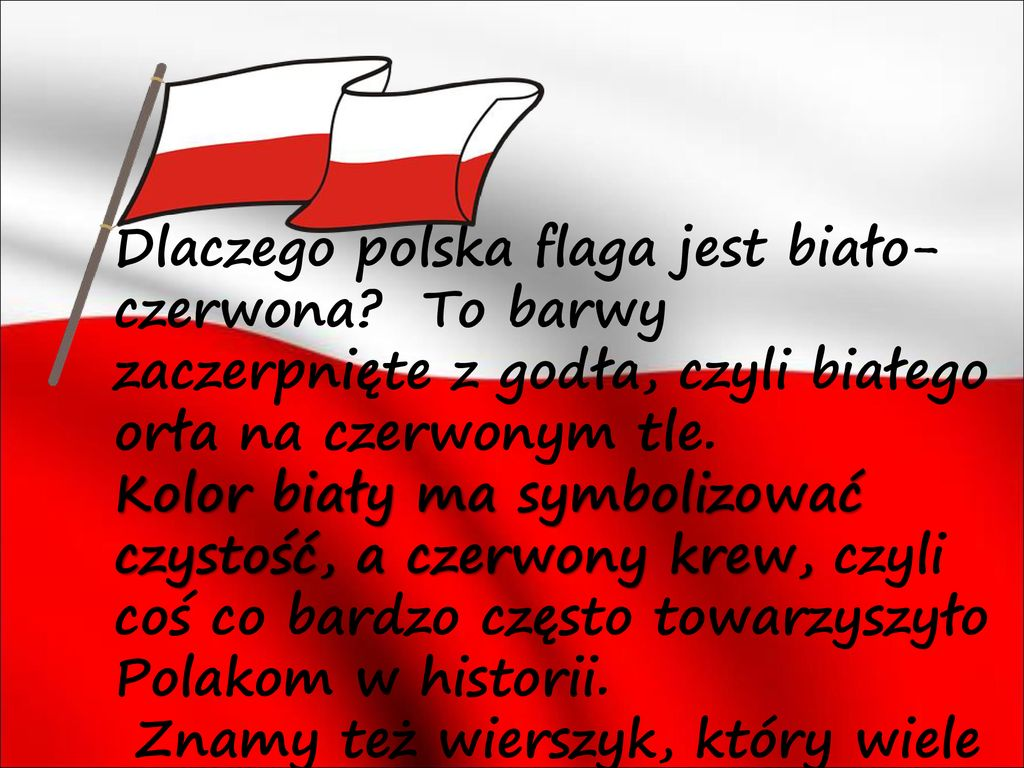 Dlaczego polska flaga jest biało-
czerwona? To barwy
zaczerpnięte z godła, czyli białego
orła na czerwonym tle.
Kolor biały ma symbolizować
czystość, a czerwony krew, czyli
coś co bardzo często towarzyszyło
Polakom w historii.
Znamy też wierszyk, który wiele